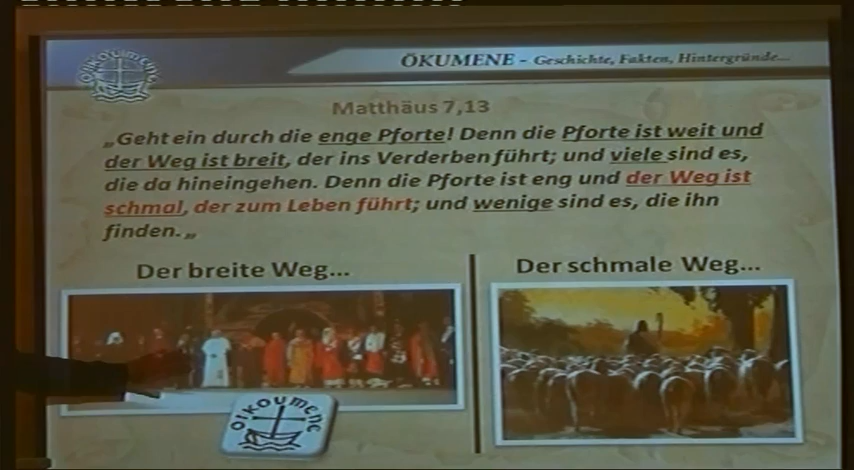 oikoumene
ÖKUMENE - Geschichte, Fakten, Hintergründe...
Matthäus 7,13
„Geht ein durch die enge Pforte! Denn die Pforte ist weit und
der Weg ist breit, der ins Verderben führt; und viele sind es,
die da hineingehen. Denn die Pforte ist eng und der Weg ist
schmal, der zum Leben führt; und wenige sind es, die ihn
finden.„
Der breite Weg...
Der schmale Weg...
oikoumene